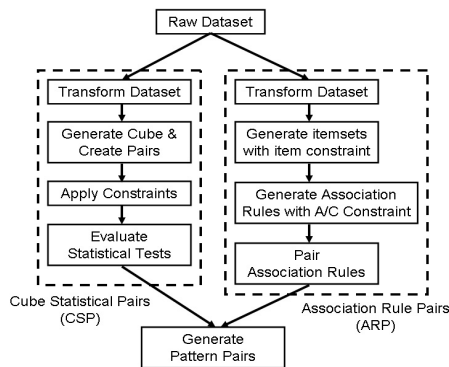 Raw Dataset
Transform Dataset
Generate Cube &
Create Pairs
Apply Constraints
Evaluate
Statistical Tests
Cube Statistical Pairs
(CSP)
Transform Dataset
Generate itemsets
with item constraint
Generate Association
Rules with A/C Constraint
Pair
Association Rules
Association Rule Pairs
(ARP)
Generate
Pattern Pairs